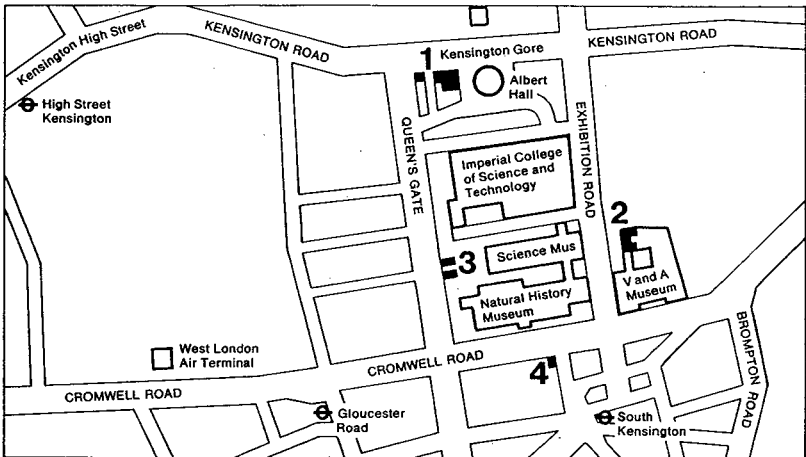 Kensington High Street
KENSINGTON ROAD
1
Kensington Gore
KENSINGTON ROAD
Albert
Hall
High Street
Kensington
QUEEN'S GATE
EXHIBITION ROAD
Imperial College
of Science and
Technology
2
Science Mus
3
V and A
Museum
Natural History
Museum
West London
Air Terminal
CROMWELL ROAD
BROMPTON ROAD
4
CROMWELL ROAD
Gloucester
Road
South
Kensington